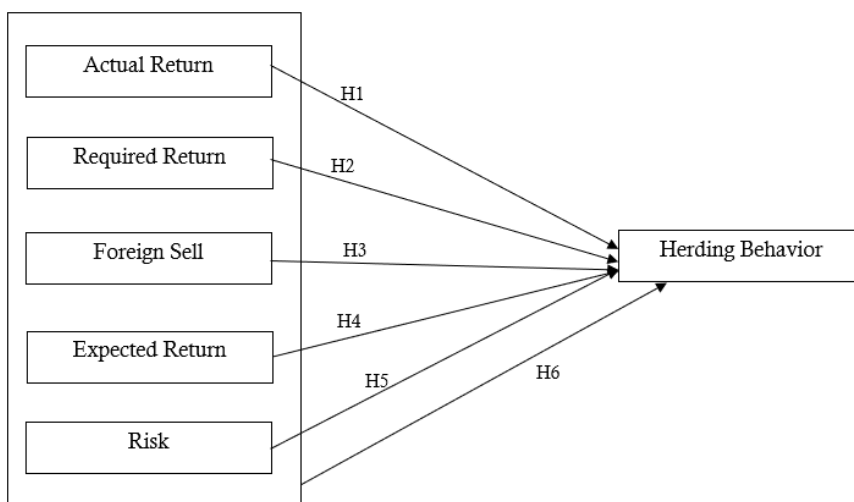 Actual Return
H1
Required Return
H2
Foreign Sell
H3
Herding Behavior
Expected Return
H4
H5
H6
Risk